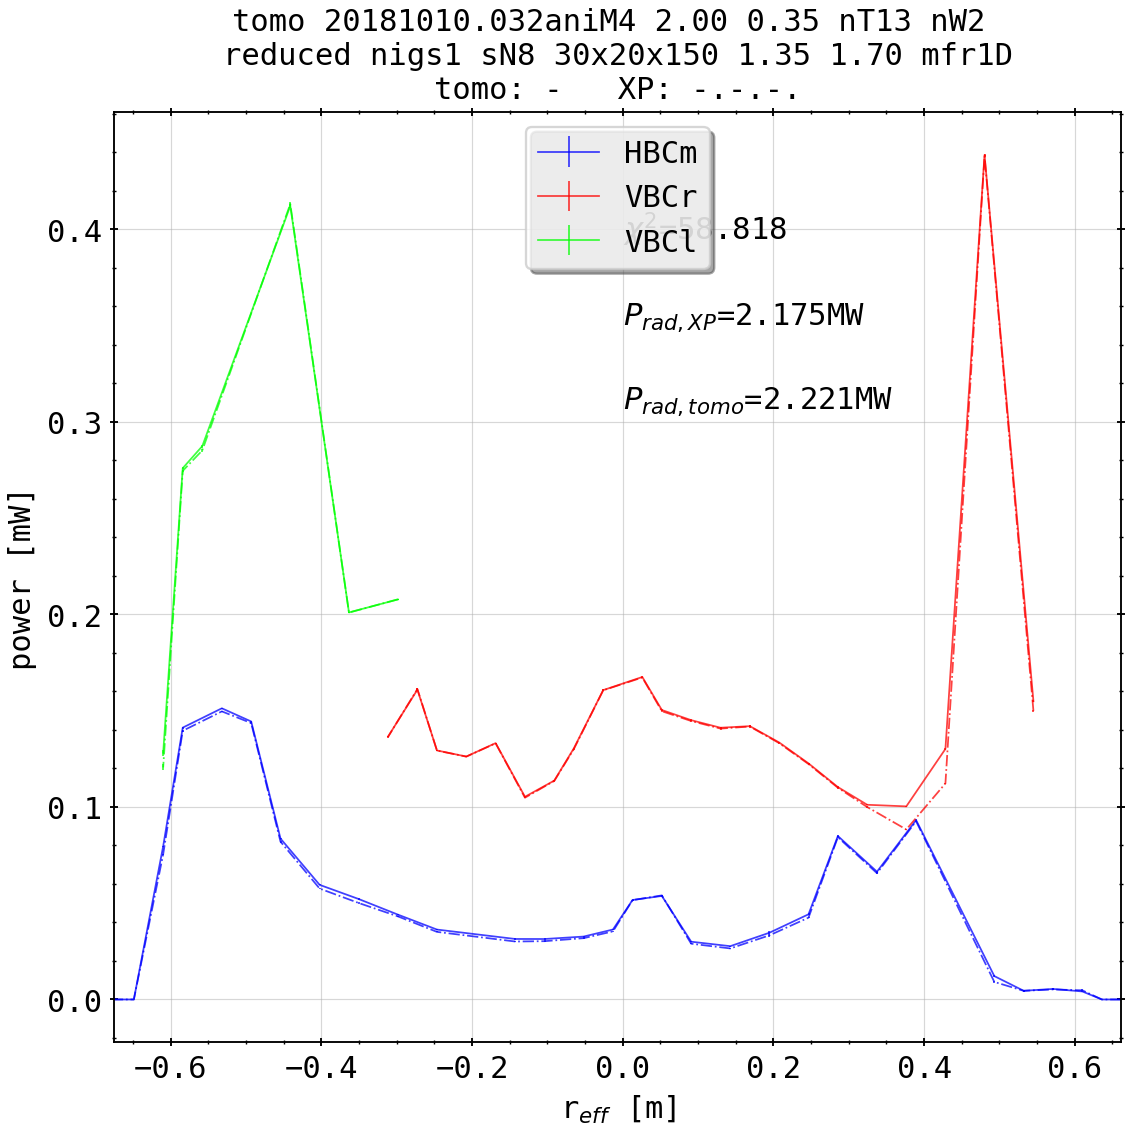 tomo 20181010.032aniM4 2.00 0.35 nT13 nW2
reduced nigs1 sN8 30x20x150 1.35 1.70 mfr1D
tomo: -   XP: -.-.-.
HBCm
VBCr
VBCl
χ²=58.818
P_rad,XP=2.175MW
P_rad,tomo=2.221MW
power [mW]
0.4
0.3
0.2
0.1
0.0
−0.6 −0.4 −0.2 0.0 0.2 0.4 0.6
r_eff [m]